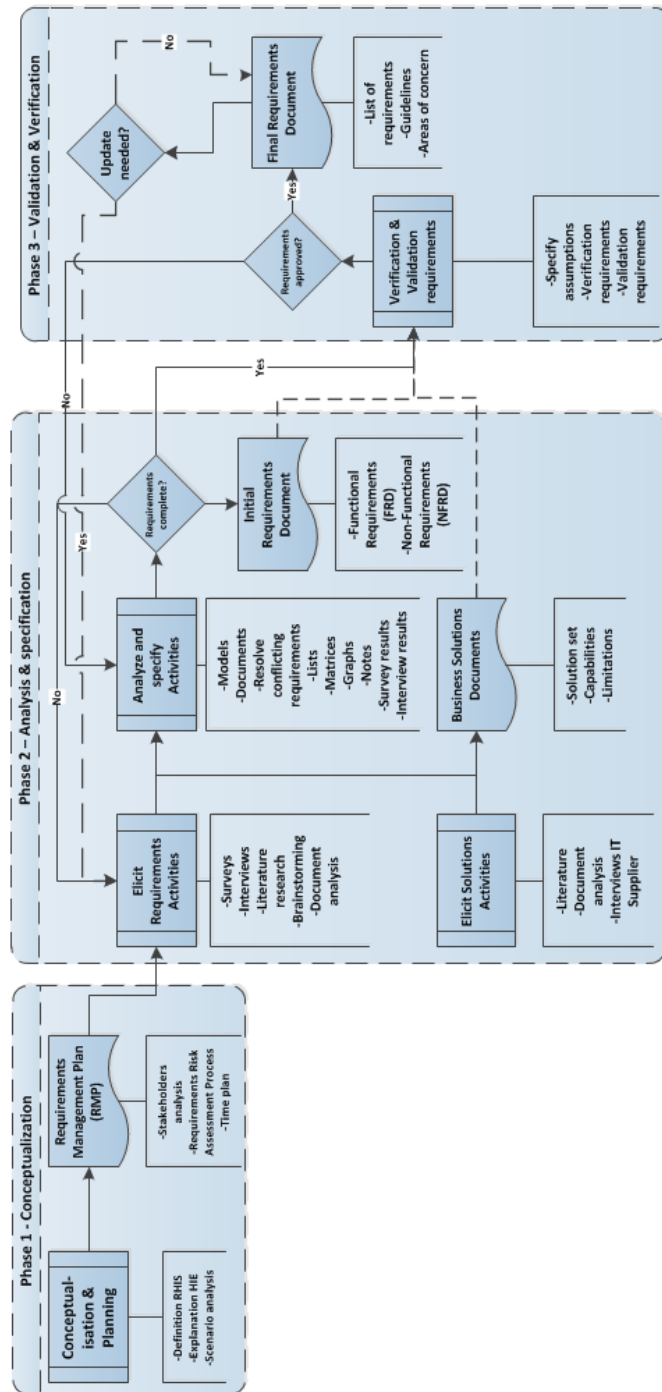 Phase 1 - Conceptualization
Conceptual-
isation &
Planning
-Definition RHIS
-Explanation HIE
-Scenario analysis
Requirements
Management Plan
(RMP)
-Stakeholders
analysis
-Requirements Risk
Assessment Process
-Time plan
Phase 2 – Analysis & specification
No
Elicit
Requirements
Activities
-Surveys
-Interviews
-Literature
research
-Brainstorming
-Document
analysis
Elicit Solutions
Activities
-Literature
-Document
analysis
-Interviews IT
Supplier
Analyze and
specify
Activities
-Models
-Documents
-Resolve
conflicting
requirements
-Lists
-Matrices
-Graphs
-Notes
-Survey results
-Interview results
Business Solutions
Documents
-Solution set
-Capabilities
-Limitations
Yes
Requirements
complete?
Initial
Requirements
Document
-Functional
Requirements
(FRD)
-Non-Functional
Requirements
(NFRD)
No
Yes
Phase 3 – Validation & Verification
Requirements
approved?
Yes
Verification &
Validation
requirements
-Specify
assumptions
-Verification
requirements
-Validation
requirements
Update
needed?
No
Final Requirements
Document
-List of
requirements
-Guidelines
-Areas of concern